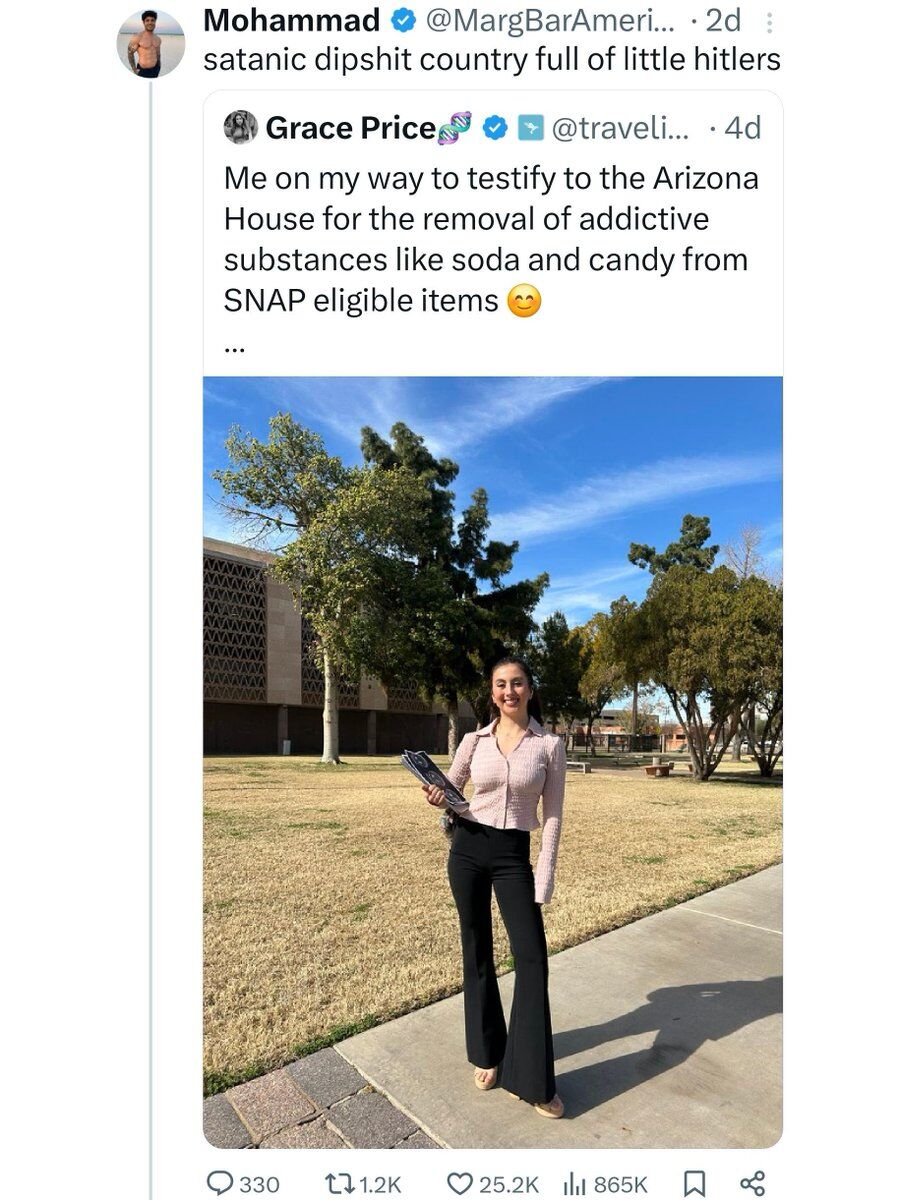 Mohammad @MargBarAmeri... · 2d
satanic dipshit country full of little hitlers
Grace Price🧬 @traveli... · 4d
Me on my way to testify to the Arizona
House for the removal of addictive
substances like soda and candy from
SNAP eligible items 😊
...
330 1.2K 25.2K 865K